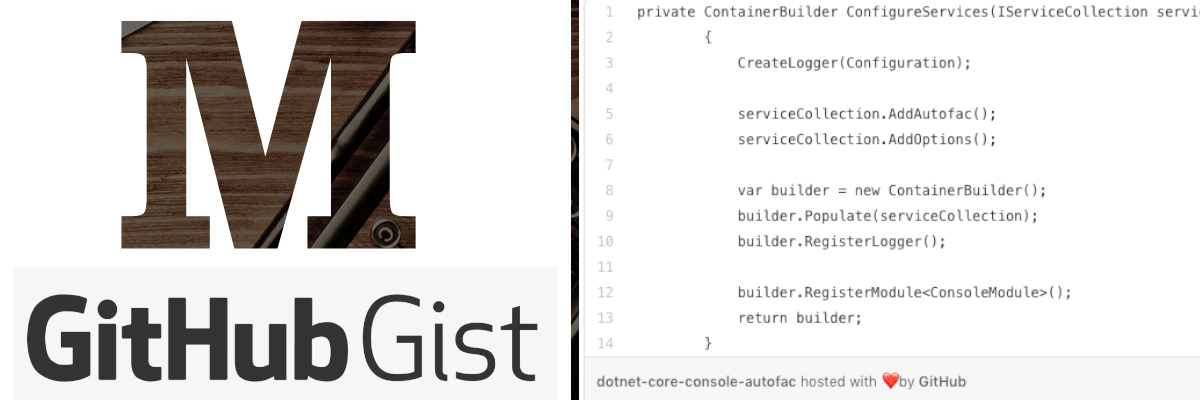 M
GitHub Gist
1 private ContainerBuilder ConfigureServices(IServiceCollection
2 {
3 CreateLogger(Configuration);
4
5 serviceCollection.AddAutofac();
6 serviceCollection.AddOptions();
7
8 var builder = new ContainerBuilder();
9 builder.Populate(serviceCollection);
10 builder.RegisterLogger();
11
12 builder.RegisterModule<ConsoleModule>();
13 return builder;
14 }
dotnet-core-console-autofac hosted with ❤️by GitHub